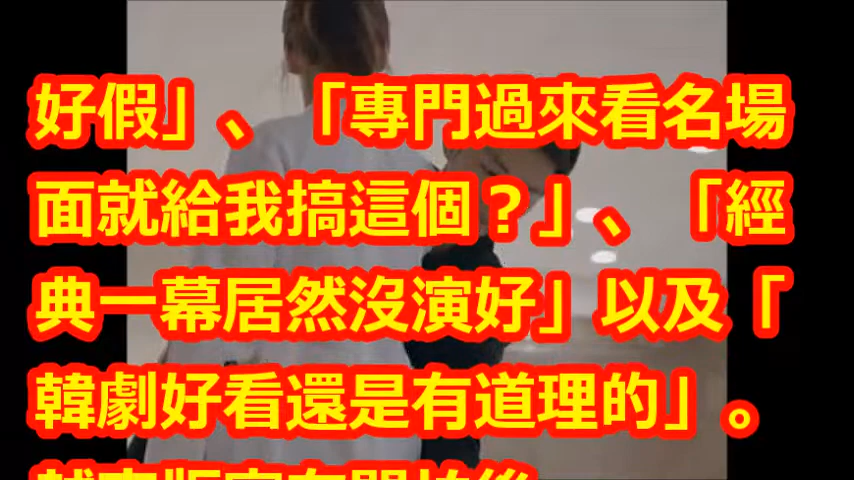 好假」、「專門過來看名場
面就給我搞這個？」、「經
典一幕居然沒演好」以及「
韓劇好看還是有道理的」。